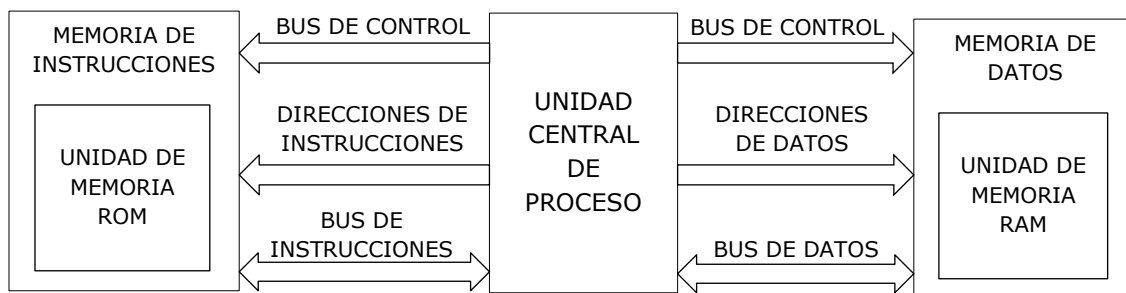 MEMORIA DE
INSTRUCCIONES
UNIDAD DE
MEMORIA
ROM
BUS DE CONTROL
DIRECCIONES DE
INSTRUCCIONES
BUS DE
INSTRUCCIONES
UNIDAD
CENTRAL
DE
PROCESO
BUS DE CONTROL
DIRECCIONES
DE DATOS
BUS DE DATOS
MEMORIA DE
DATOS
UNIDAD DE
MEMORIA
RAM